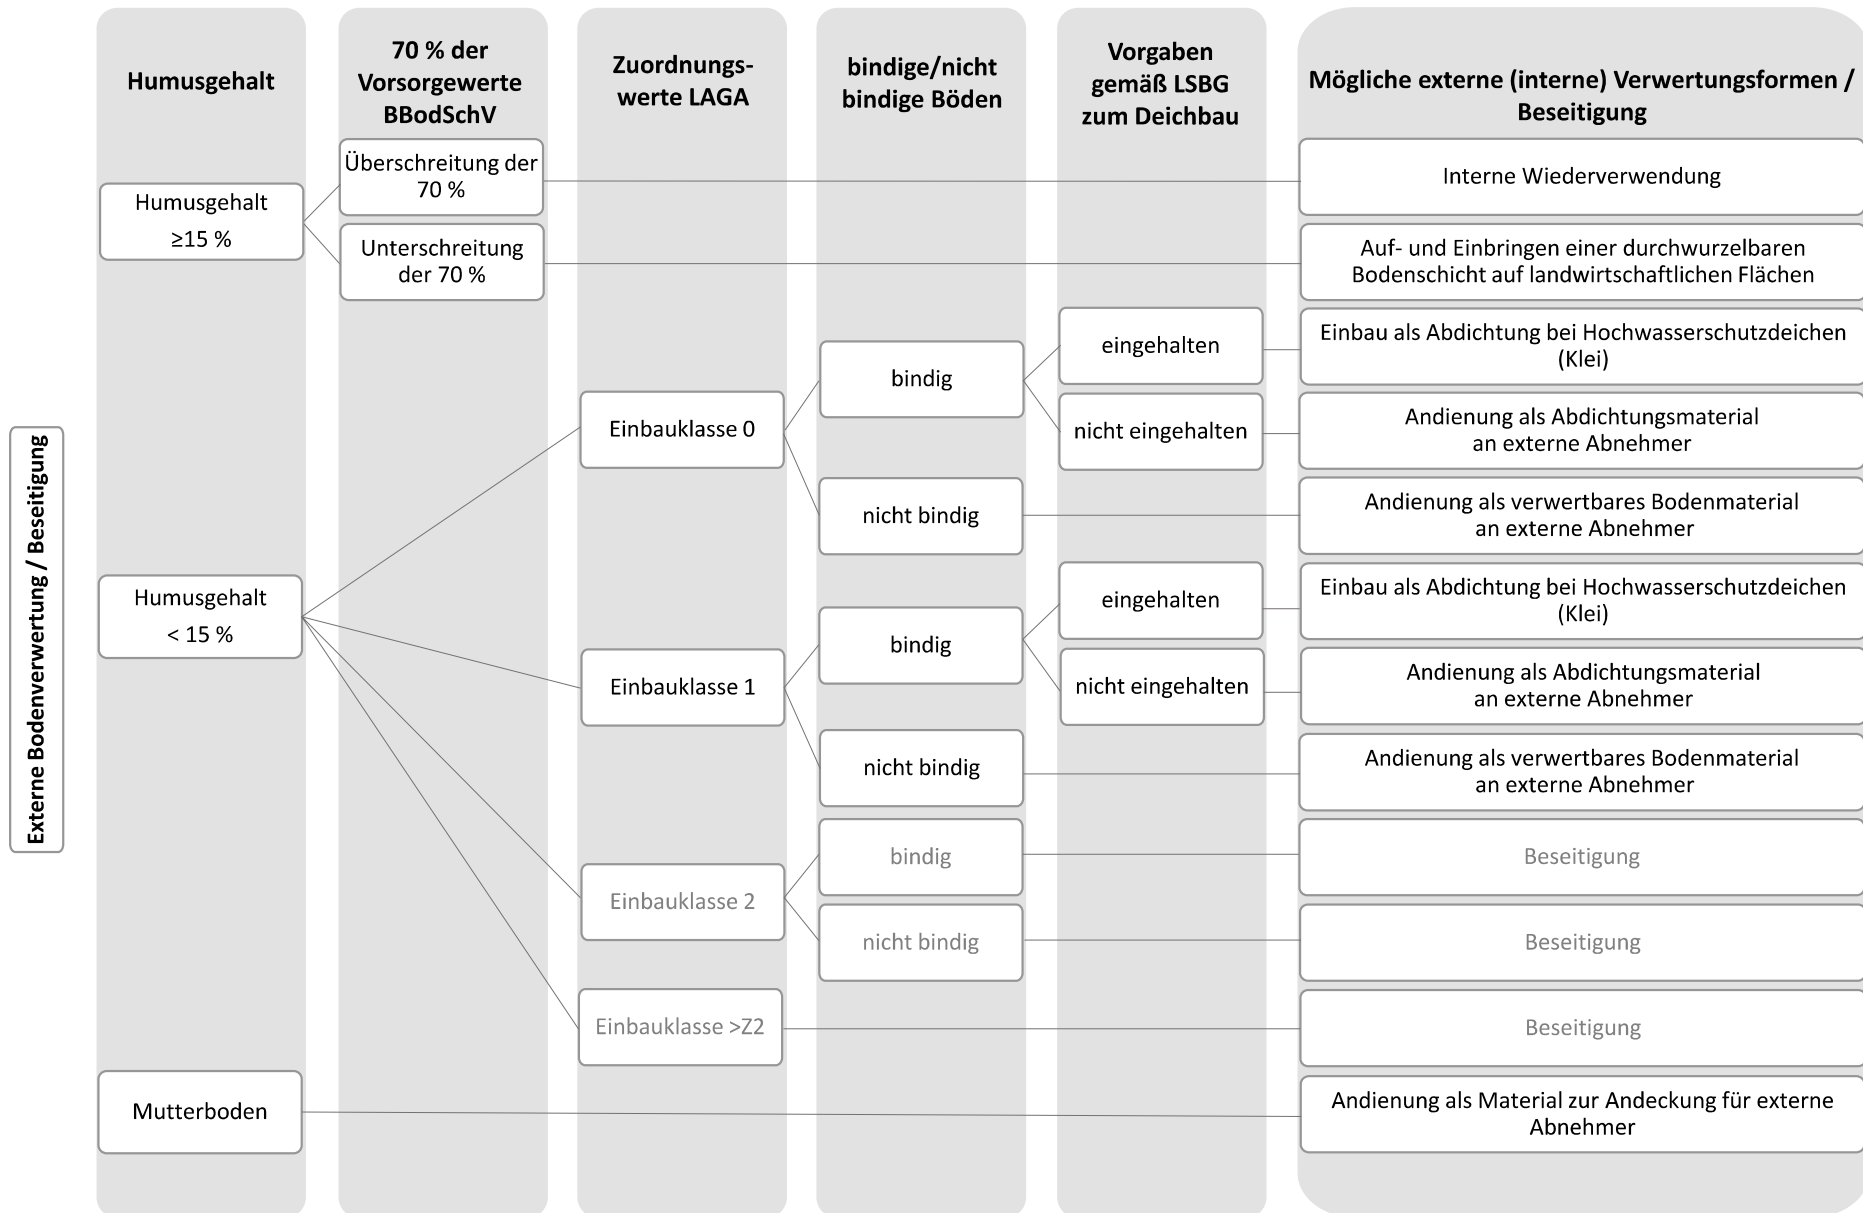 Humusgehalt
70 % der
Vorsorgewerte
BBodSchV
Zuordnungs-
werte LAGA
bindige/nicht
bindige Böden
Vorgaben
gemäß LSBG
zum Deichbau
Mögliche externe (interne) Verwertungsformen /
Beseitigung
Externe Bodenverwertung / Beseitigung
Humusgehalt
≥15 %
Überschreitung der
70 %
Interne Wiederverwendung
Unterschreitung
der 70 %
Auf- und Einbringen einer durchwurzelbaren
Bodenschicht auf landwirtschaftlichen Flächen
Humusgehalt
< 15 %
Einbauklasse 0
bindig
eingehalten
Einbau als Abdichtung bei Hochwasserschutzdeichen
(Klei)
nicht eingehalten
Andienung als Abdichtungsmaterial
an externe Abnehmer
nicht bindig
Andienung als verwertbares Bodenmaterial
an externe Abnehmer
Einbauklasse 1
bindig
eingehalten
Einbau als Abdichtung bei Hochwasserschutzdeichen
(Klei)
nicht eingehalten
Andienung als Abdichtungsmaterial
an externe Abnehmer
nicht bindig
Andienung als verwertbares Bodenmaterial
an externe Abnehmer
Einbauklasse 2
bindig
Beseitigung
nicht bindig
Beseitigung
Einbauklasse >Z2
Beseitigung
Mutterboden
Andienung als Material zur Andeckung für externe
Abnehmer